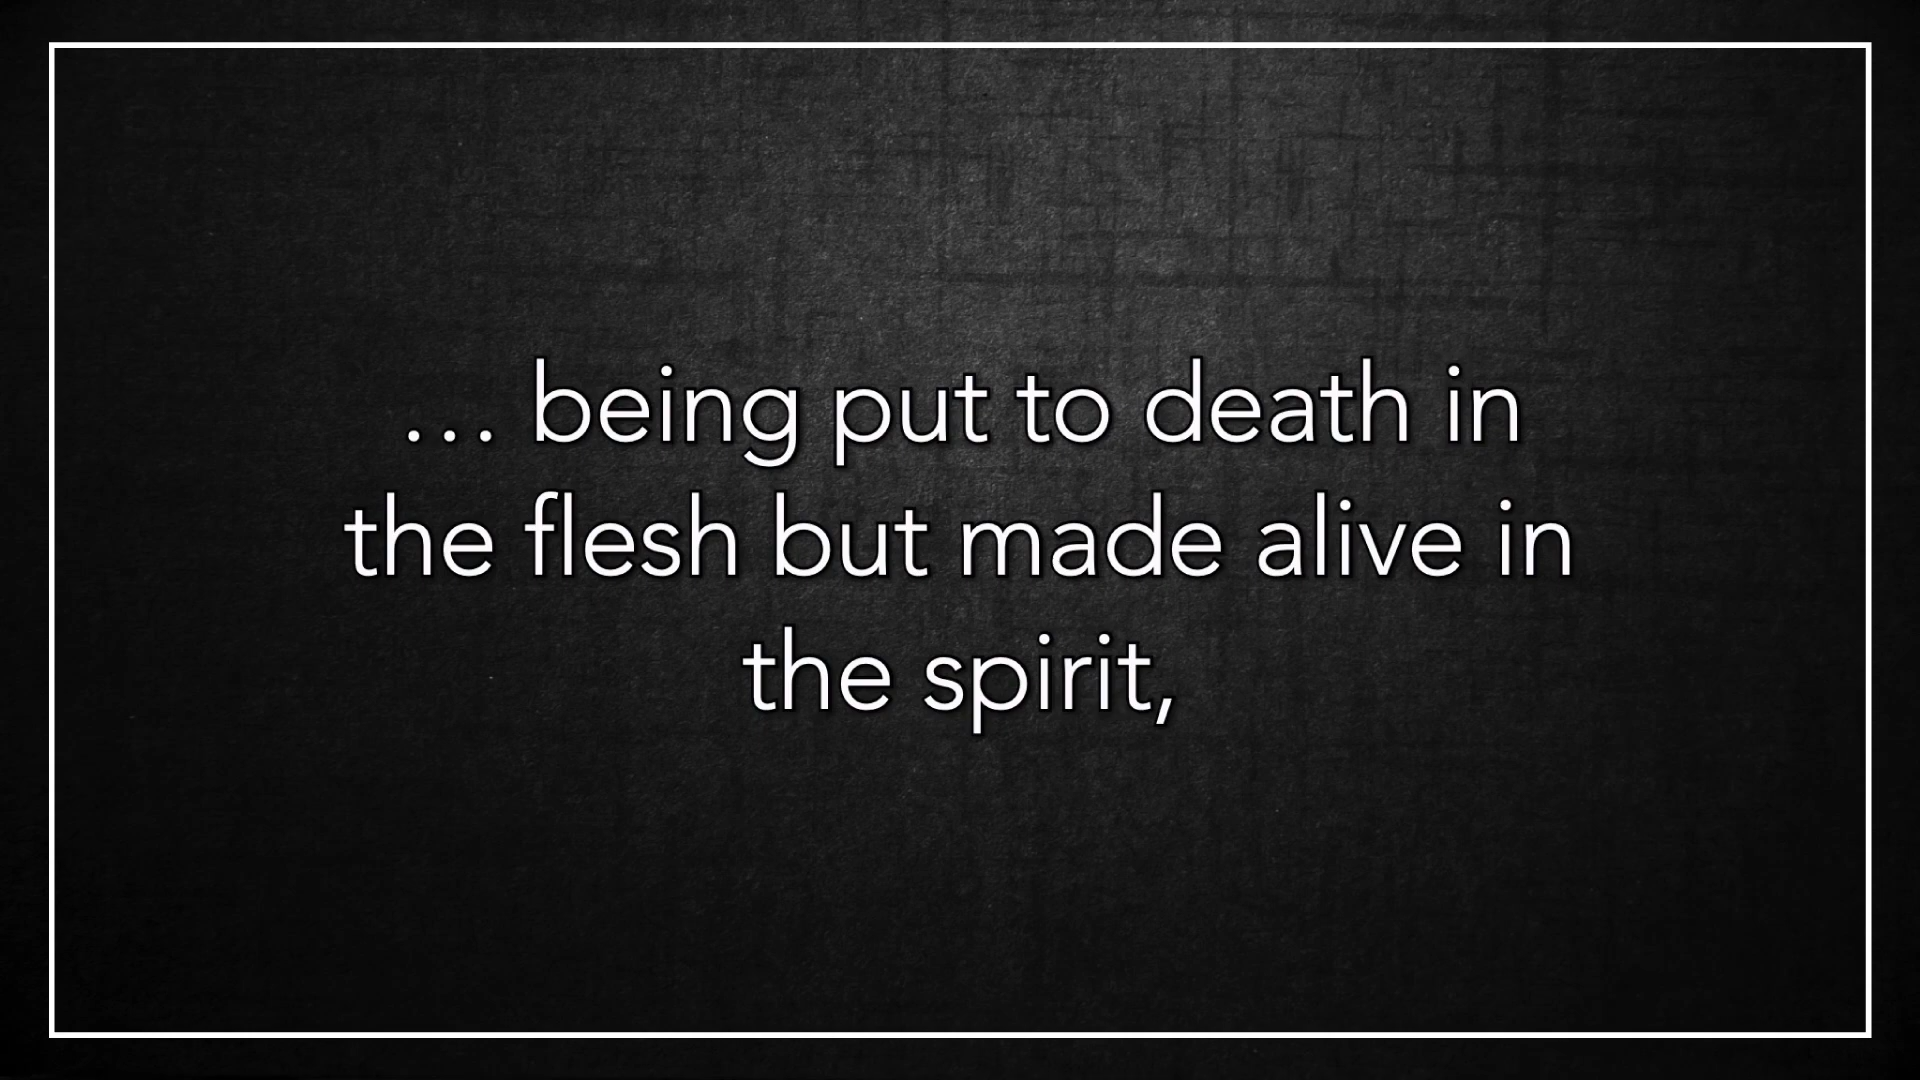 … being put to death in
the flesh but made alive in
the spirit,